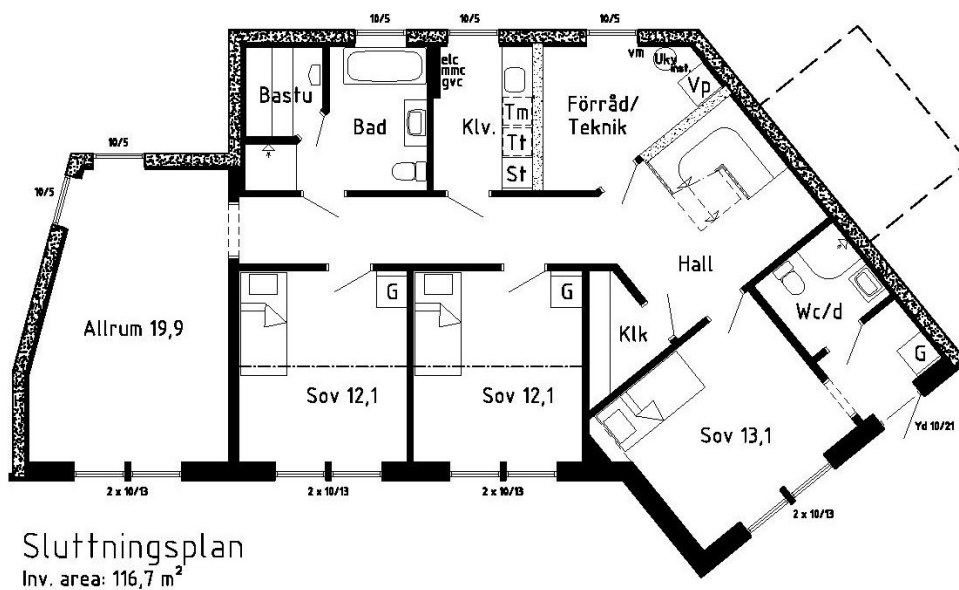 10/5
10/5
10/5
vm
Uky
inst.
Vp
elc
mmc
gvc
Bastu
Bad
Klv.
Tm
Tt
St
Förråd/
Teknik
10/5
10/5
Hall
Wc/d
G
G
G
Klk
Allrum 19,9
Sov 12,1
Sov 12,1
Sov 13,1
Yd 10/21
2 x 10/13
2 x 10/13
2 x 10/13
2 x 10/13
Sluttningsplan
Inv. area: 116,7 m²